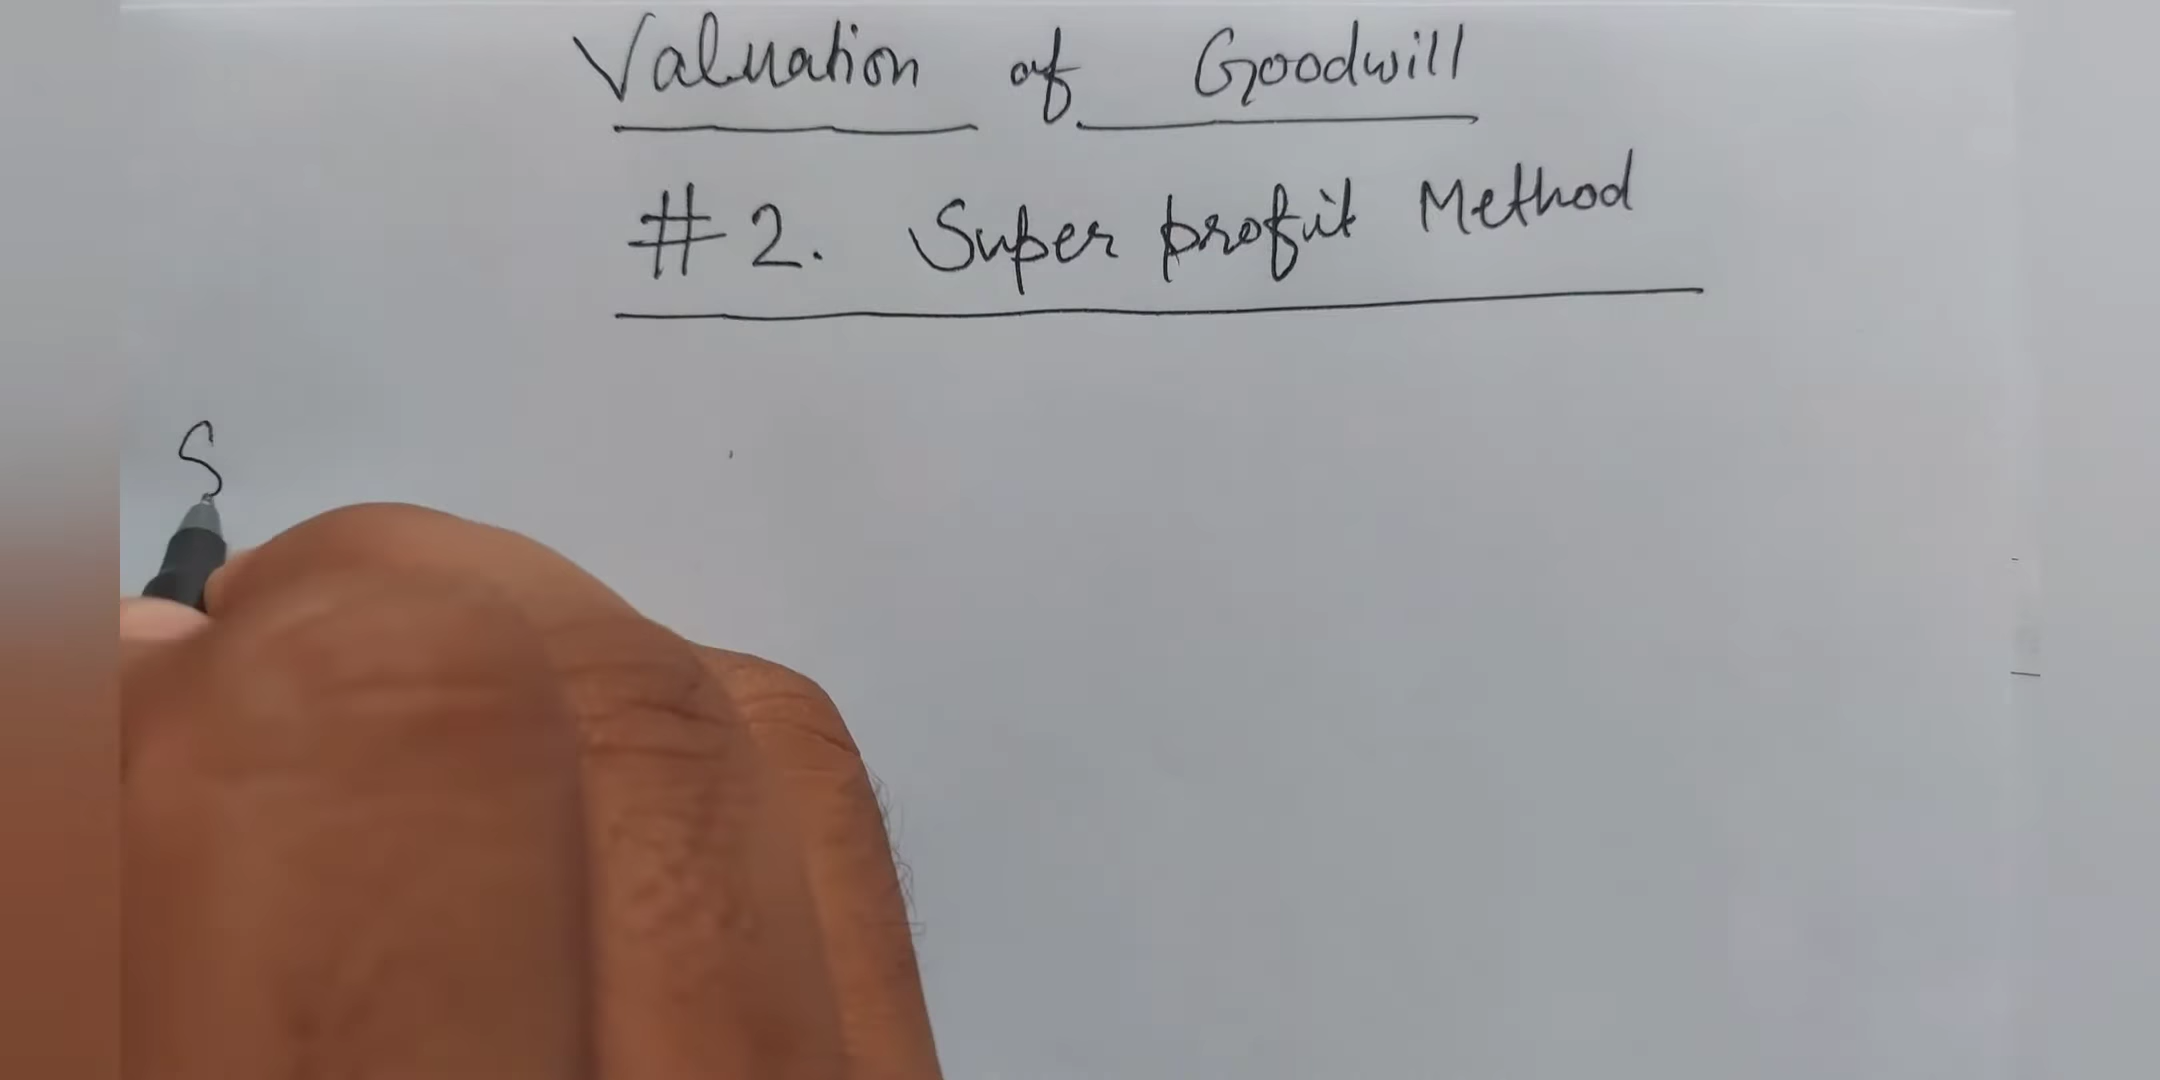 Valuation of Goodwill
# 2. Super profit Method
S